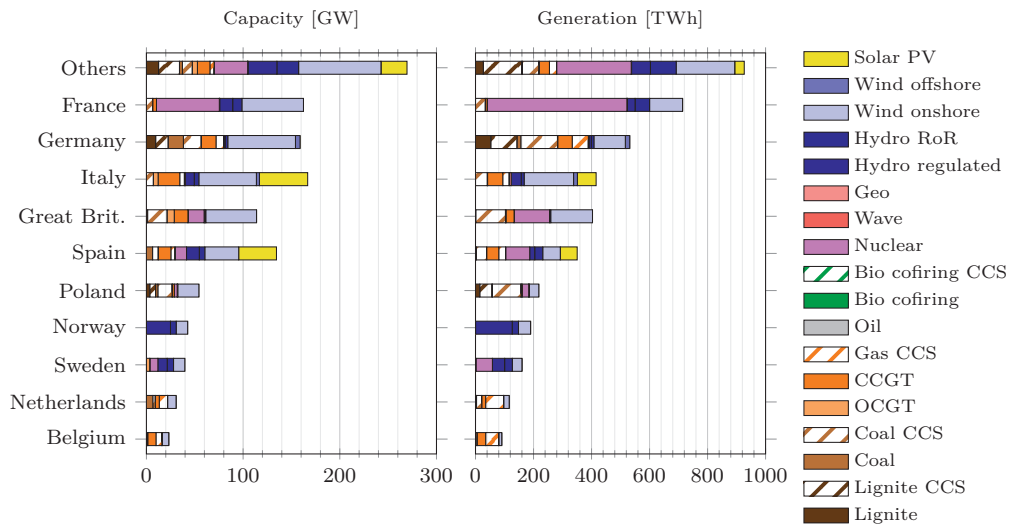 Capacity [GW]
Generation [TWh]
Others
France
Germany
Italy
Great Brit.
Spain
Poland
Norway
Sweden
Netherlands
Belgium
0 100 200 300
0 200 400 600 800 1000
Solar PV
Wind offshore
Wind onshore
Hydro RoR
Hydro regulated
Geo
Wave
Nuclear
Bio cofiring CCS
Bio cofiring
Oil
Gas CCS
CCGT
OCGT
Coal CCS
Coal
Lignite CCS
Lignite